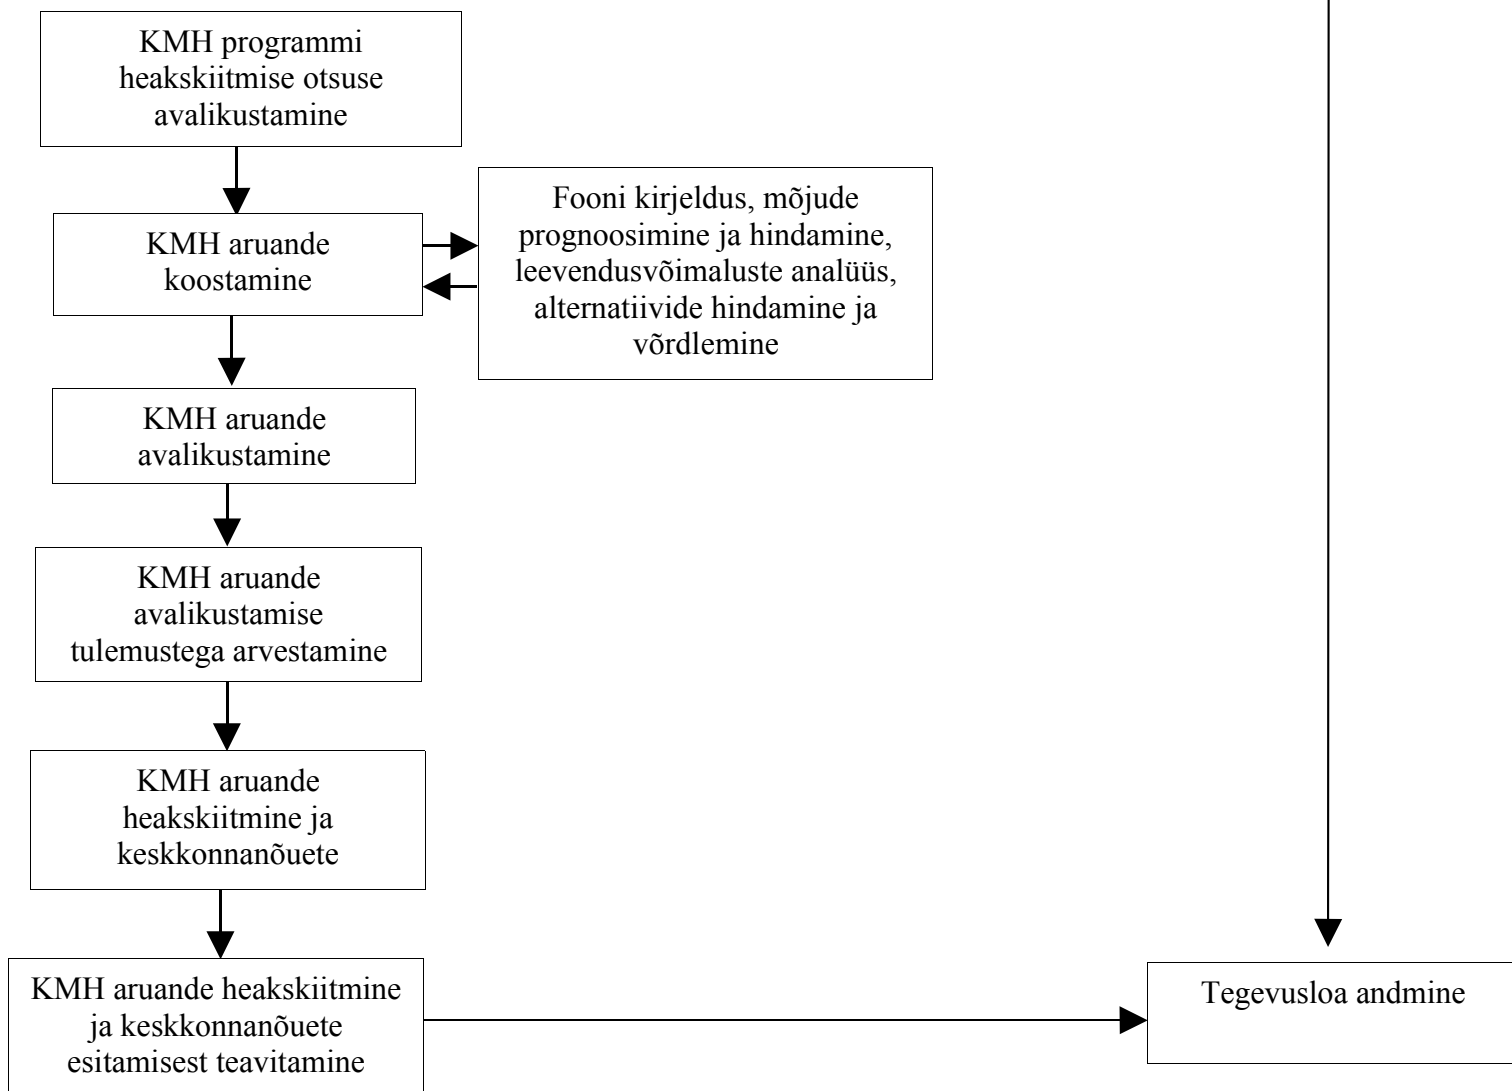 KMH programmi
heakskiitmise otsuse
avalikustamine
KMH aruande
koostamine
Fooni kirjeldus, mõjude
prognoosimine ja hindamine,
leevendusvõimaluste analüüs,
alternatiivide hindamine ja
võrdlemine
KMH aruande
avalikustamine
KMH aruande
avalikustamise
tulemustega arvestamine
KMH aruande
heakskiitmine ja
keskkonnanõuete
KMH aruande heakskiitmine
ja keskkonnanõuete
esitamisest teavitamine
Tegevusloa andmine